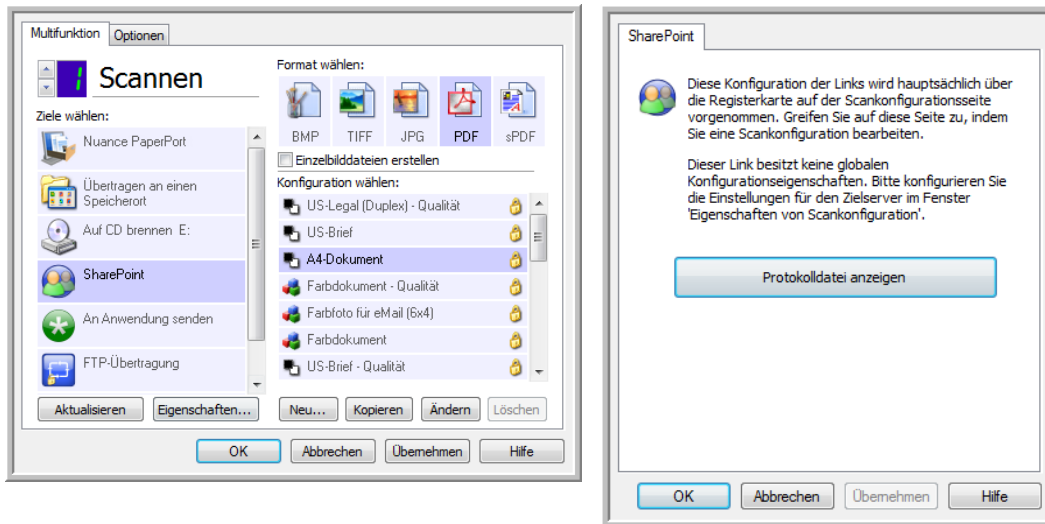 Multifunktion
Optionen
1
Scannen
Ziele wählen:
Nuance PaperPort
Übertragen an einen
Speicherort
Auf CD brennen E:
SharePoint
An Anwendung senden
FTP-Übertragung
Aktualisieren
Eigenschaften...
Format wählen:
BMP
TIFF
JPG
PDF
sPDF
Einzelbilddateien erstellen
Konfiguration wählen:
US-Legal (Duplex) - Qualität
US-Brief
A4-Dokument
Farbdokument - Qualität
Farbfoto für eMail (6x4)
Farbdokument
US-Brief - Qualität
Neu...
Kopieren
Ändern
Löschen
OK
Abbrechen
Übernehmen
Hilfe
SharePoint
Diese Konfiguration der Links wird hauptsächlich über
die Registerkarte auf der Scankonfigurationsseite
vorgenommen. Greifen Sie auf diese Seite zu, indem
Sie eine Scankonfiguration bearbeiten.
Dieser Link besitzt keine globalen
Konfigurationseigenschaften. Bitte konfigurieren Sie
die Einstellungen für den Zielserver im Fenster
'Eigenschaften von Scankonfiguration'.
Protokolldatei anzeigen
OK
Abbrechen
Übernehmen
Hilfe